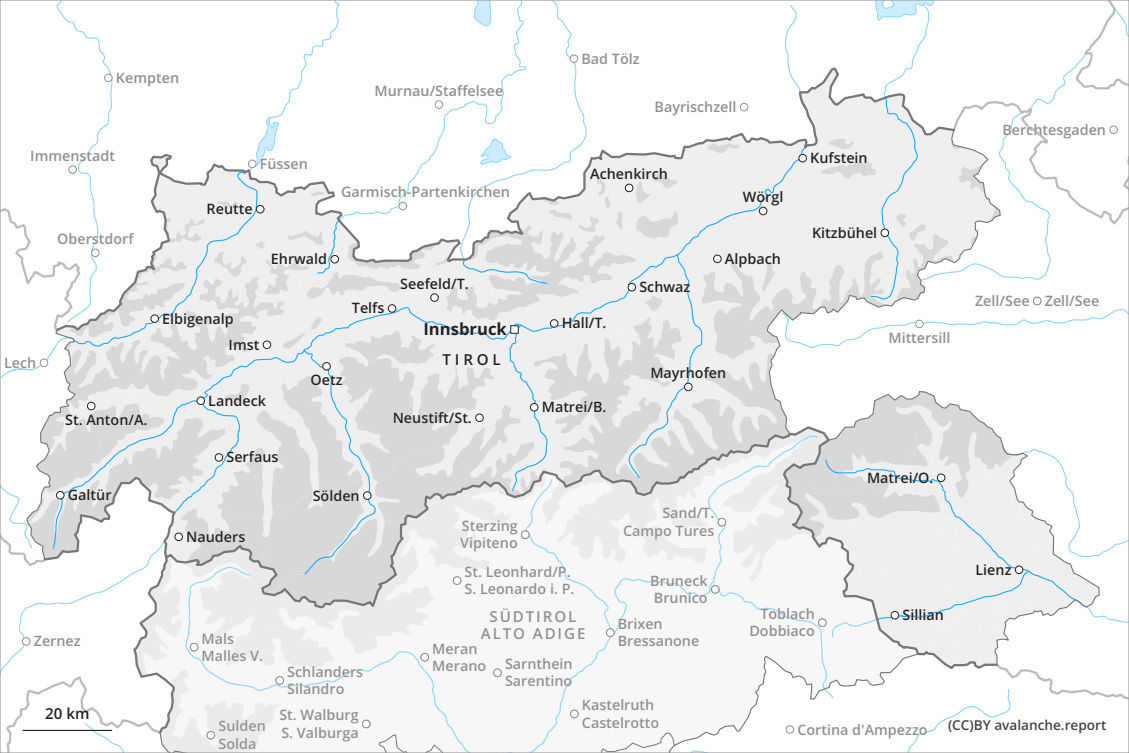 Kempten
Bad Tölz
Murnau/Staffelsee
Bayrischzell
Berchtesgaden
Immenstadt
Füssen
Kufstein
Achenkirch
Garmisch-Partenkirchen
Wörgl
Reutte
Kitzbühel
Oberstdorf
Ehrwald
Alpbach
Seefeld/T.
Schwaz
Zell/See
Zell/See
Telfs
Elbigenalp
Innsbruck
Hall/T.
Mittersill
Imst
TIROL
Lech
Oetz
Mayrhofen
Landeck
Matrei/B.
St. Anton/A.
Neustift/St.
Serfaus
Matrei/O.
Galtür
Sölden
Sand/T.
Campo Tures
Sterzing
Vipiteno
Nauders
Lienz
St. Leonhard/P.
S. Leonardo i. P.
Bruneck
Brunico
SÜDTIROL
ALTO ADIGE
Toblach
Dobbiaco
Sillian
Brixen
Bressanone
Zernez
Mals
Malles V.
Meran
Merano
Sarnthein
Sarentino
Schlanders
Silandro
Kastelruth
Castelrotto
20 km
St. Walburg
S. Valburga
Sulden
Solda
Cortina d'Ampezzo
(CC)BY avalanche.report